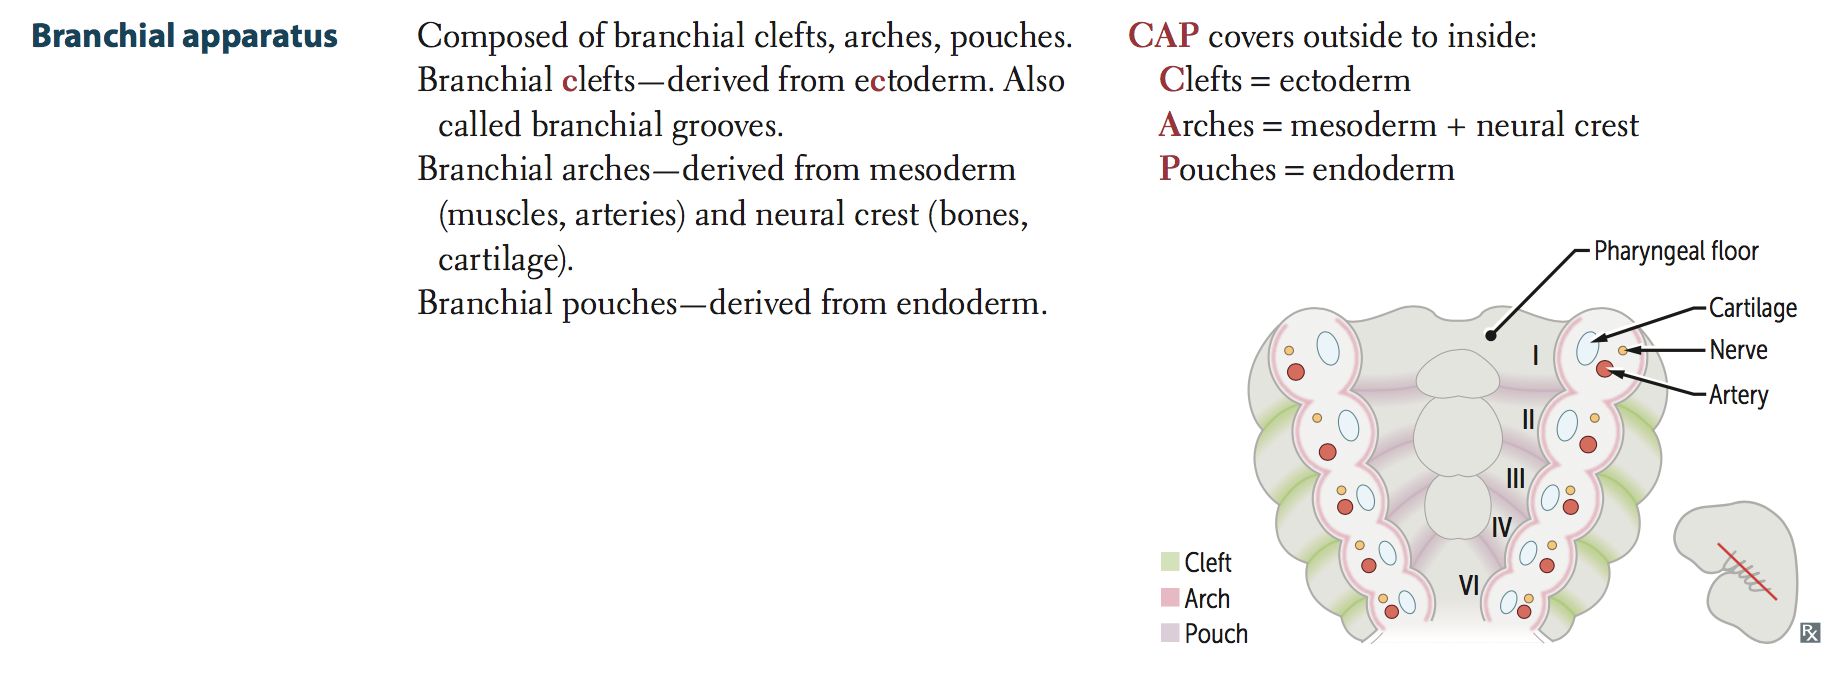 Branchial apparatus
Composed of branchial clefts, arches, pouches.
Branchial clefts—derived from ectoderm. Also
called branchial grooves.
Branchial arches—derived from mesoderm
(muscles, arteries) and neural crest (bones,
cartilage).
Branchial pouches—derived from endoderm.
CAP covers outside to inside:
Clefts = ectoderm
Arches = mesoderm + neural crest
Pouches = endoderm
Pharyngeal floor
Cartilage
Nerve
Artery
I
II
III
IV
VI
Cleft
Arch
Pouch
Rx